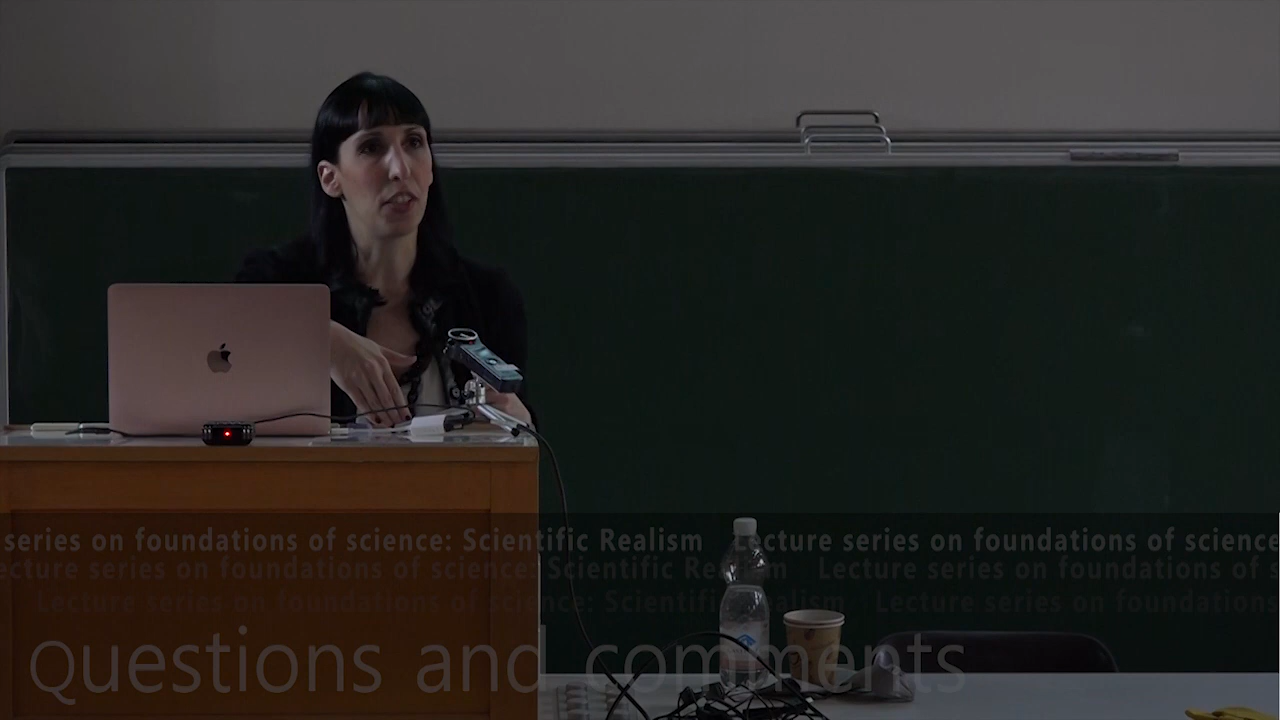 series on foundations of science: Scientific Realism Lecture series on foundations of science
ecture series on foundations of science: Scientific Realism Lecture series on foundations of s
Lecture series on foundations of science: Scientific Realism Lecture series on foundations
Questions and comments